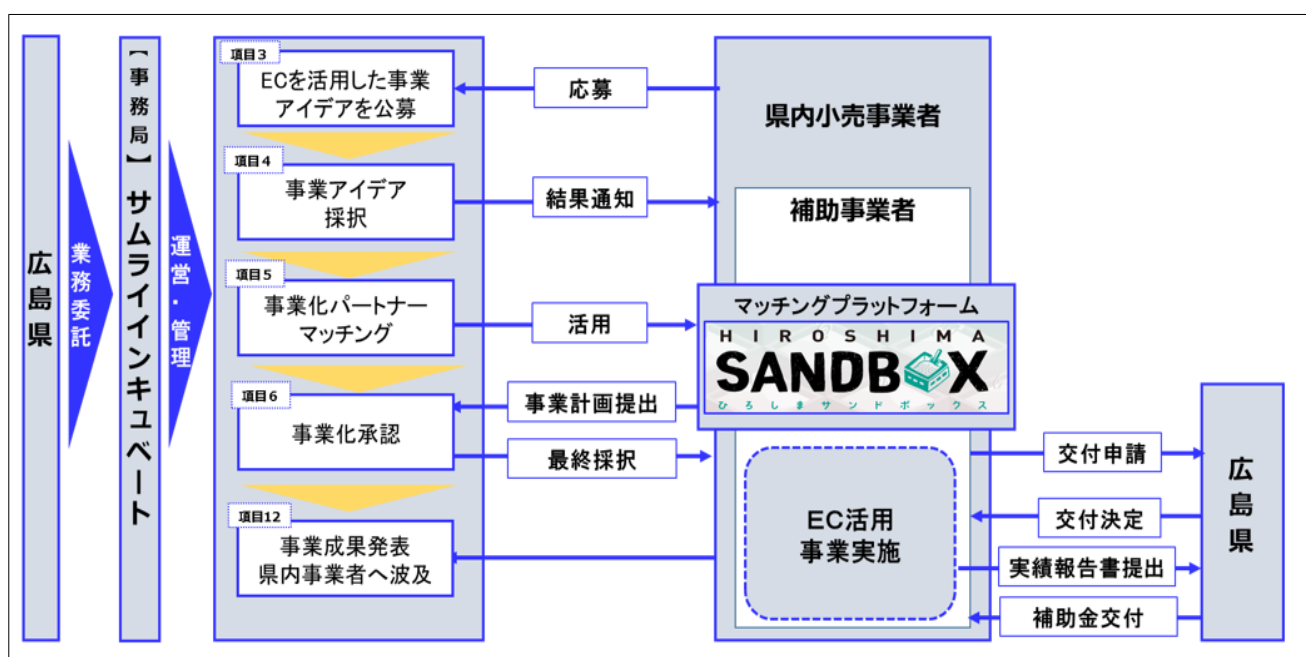 広島県
業務委託
【事務局】サムライインキュベート
運営・管理
項目3
ECを活用した事業
アイデアを公募
項目4
事業アイデア
採択
項目5
事業化パートナー
マッチング
項目6
事業化承認
項目12
事業成果発表
県内事業者へ波及
応募
結果通知
活用
事業計画提出
最終採択
県内小売事業者
補助事業者
マッチングプラットフォーム
HIROSHIMA
SANDBOX
ひろしまサンドボックス
EC活用
事業実施
交付申請
交付決定
実績報告書提出
補助金交付
広島県